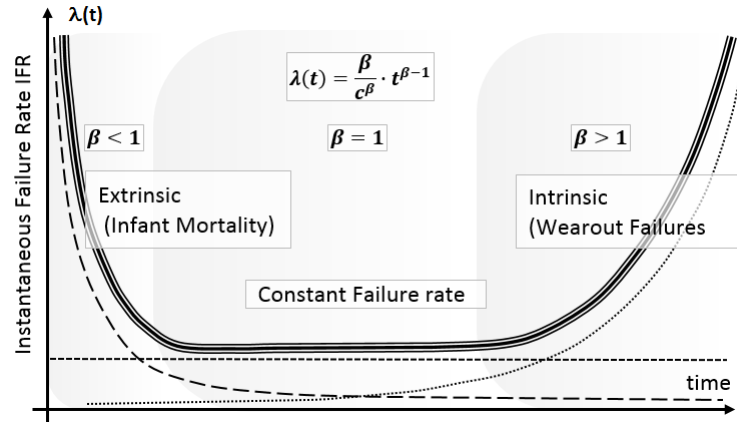 λ(t)
Instantaneous Failure Rate IFR
λ(t) = β/c^β · t^(β−1)
β < 1
β = 1
β > 1
Extrinsic
(Infant Mortality)
Intrinsic
(Wearout Failures
Constant Failure rate
time